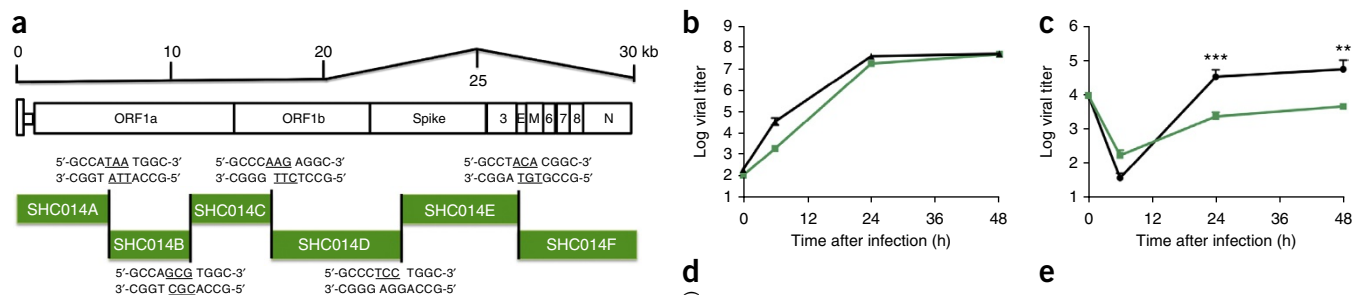 a
0 10 20 30 kb
25
ORF1a ORF1b Spike 3 E M 6 7 8 N
5′-GCCATAA TGGC-3′ 5′-GCCCAAG AGGC-3′ 5′-GCCTACA CGGC-3′
3′-CGGT ATTACCG-5′ 3′-CGGG TTCTCCG-5′ 3′-CGGA TGTGCCG-5′
SHC014A SHC014C SHC014E
SHC014B SHC014D SHC014F
5′-GCCAGCG TGGC-3′ 5′-GCCCTCC TGGC-3′
3′-CGGT CGCACCG-5′ 3′-CGGG AGGACCG-5′
b
Log viral titer
9
8
7
6
5
4
3
2
1
0 12 24 36 48
Time after infection (h)
c
Log viral titer
6
5
4
3
2
1
*** **
0 12 24 36 48
Time after infection (h)
d
e